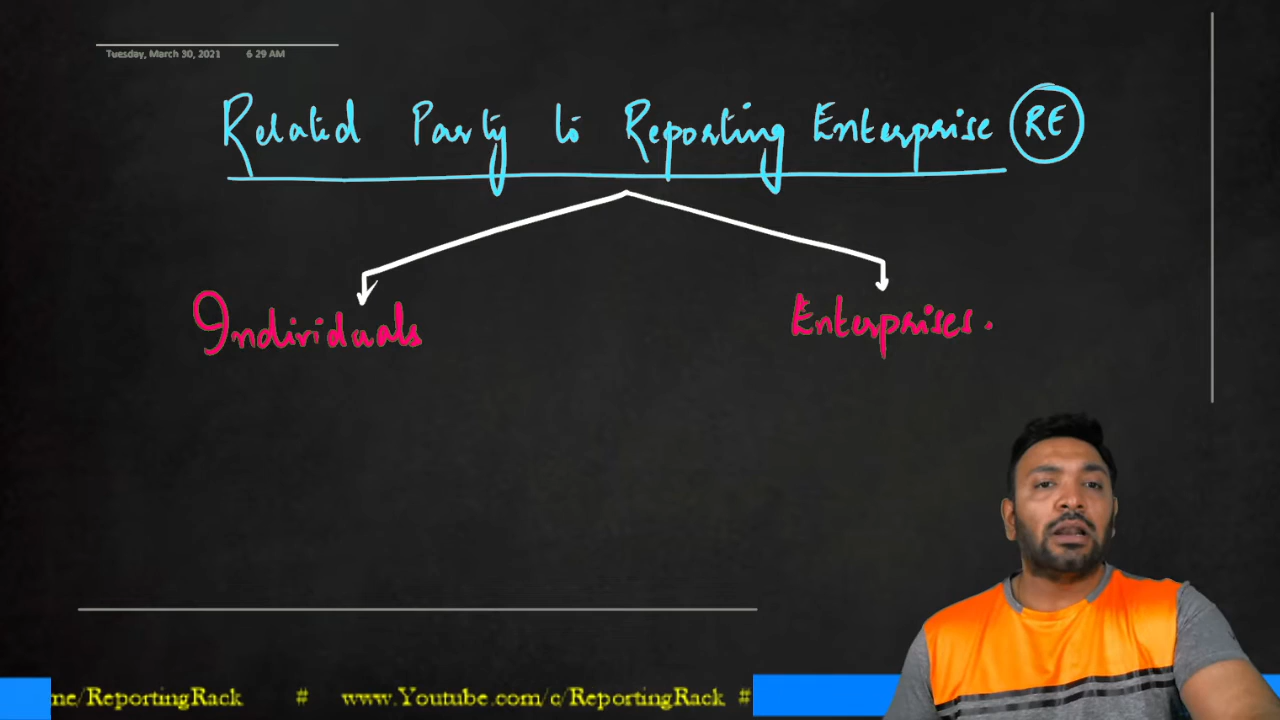 Tuesday, March 30, 2021 6 29 AM
Related Party to Reporting Enterprise RE
Individuals Enterprises.
me/ReportingRack # www.Youtube.com/c/ReportingRack #